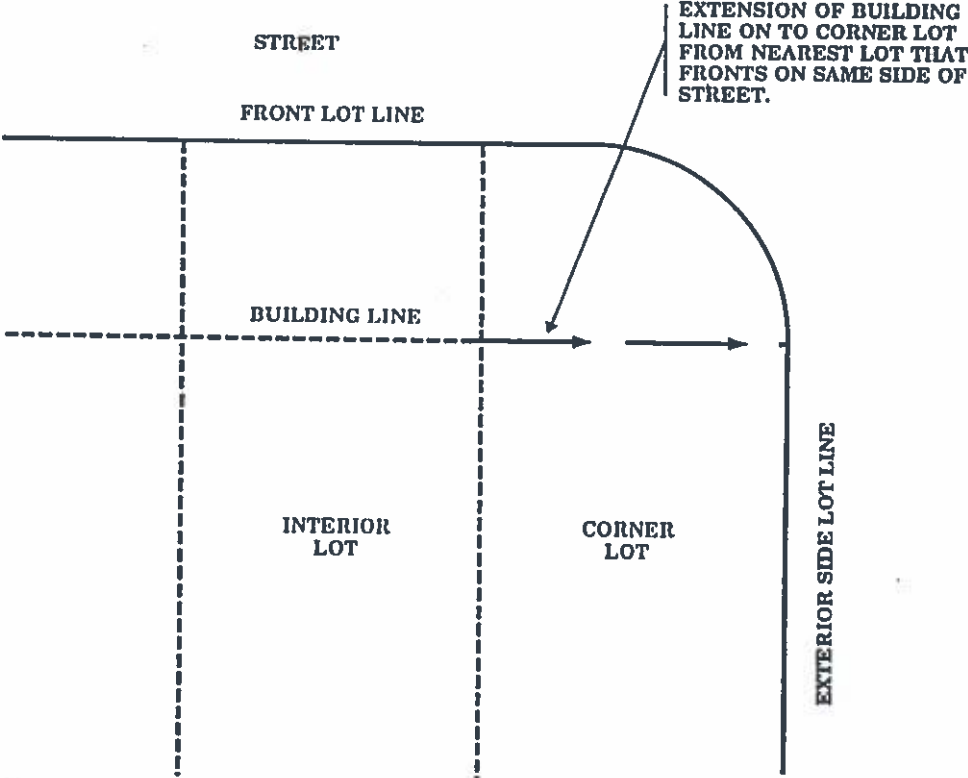 EXTENSION OF BUILDING
LINE ON TO CORNER LOT
FROM NEAREST LOT THAT
FRONTS ON SAME SIDE OF
STREET.
STREET
FRONT LOT LINE
BUILDING LINE
INTERIOR
LOT
CORNER
LOT
EXTERIOR SIDE LOT LINE